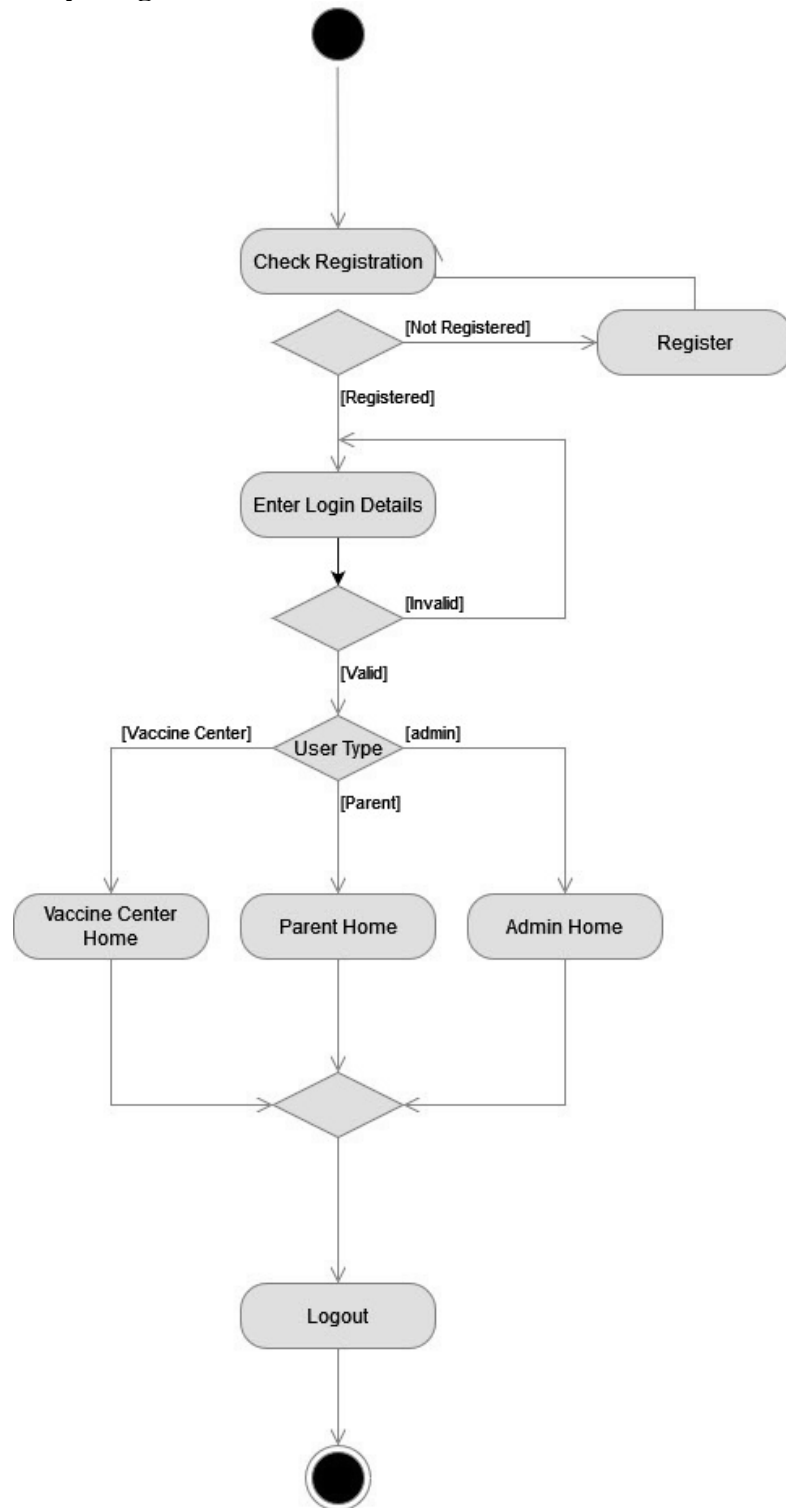 Check Registration
[Not Registered]
Register
[Registered]
Enter Login Details
[Invalid]
[Valid]
[Vaccine Center]
User Type
[admin]
[Parent]
Vaccine Center
Home
Parent Home
Admin Home
Logout